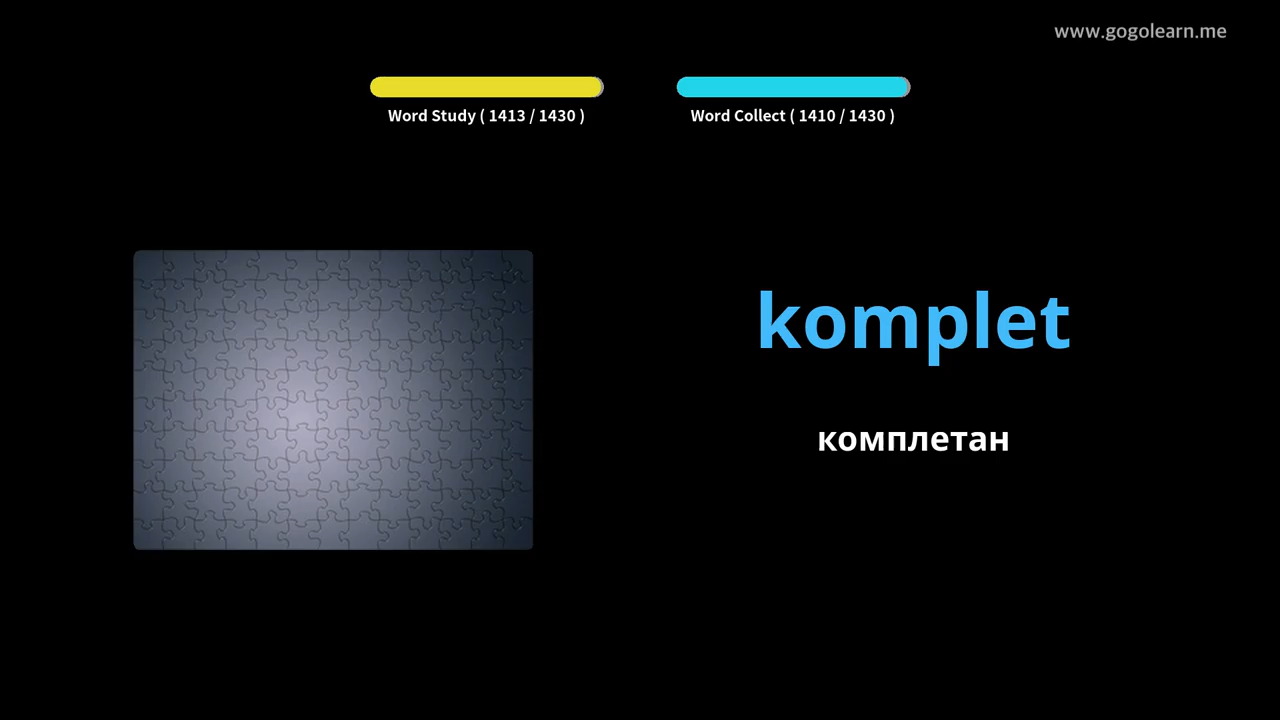 www.gogolearn.me
Word Study ( 1413 / 1430 )
Word Collect ( 1410 / 1430 )
komplet
комплетан